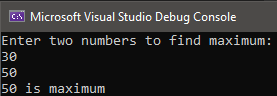 Microsoft Visual Studio Debug Console
Enter two numbers to find maximum:
30
50
50 is maximum